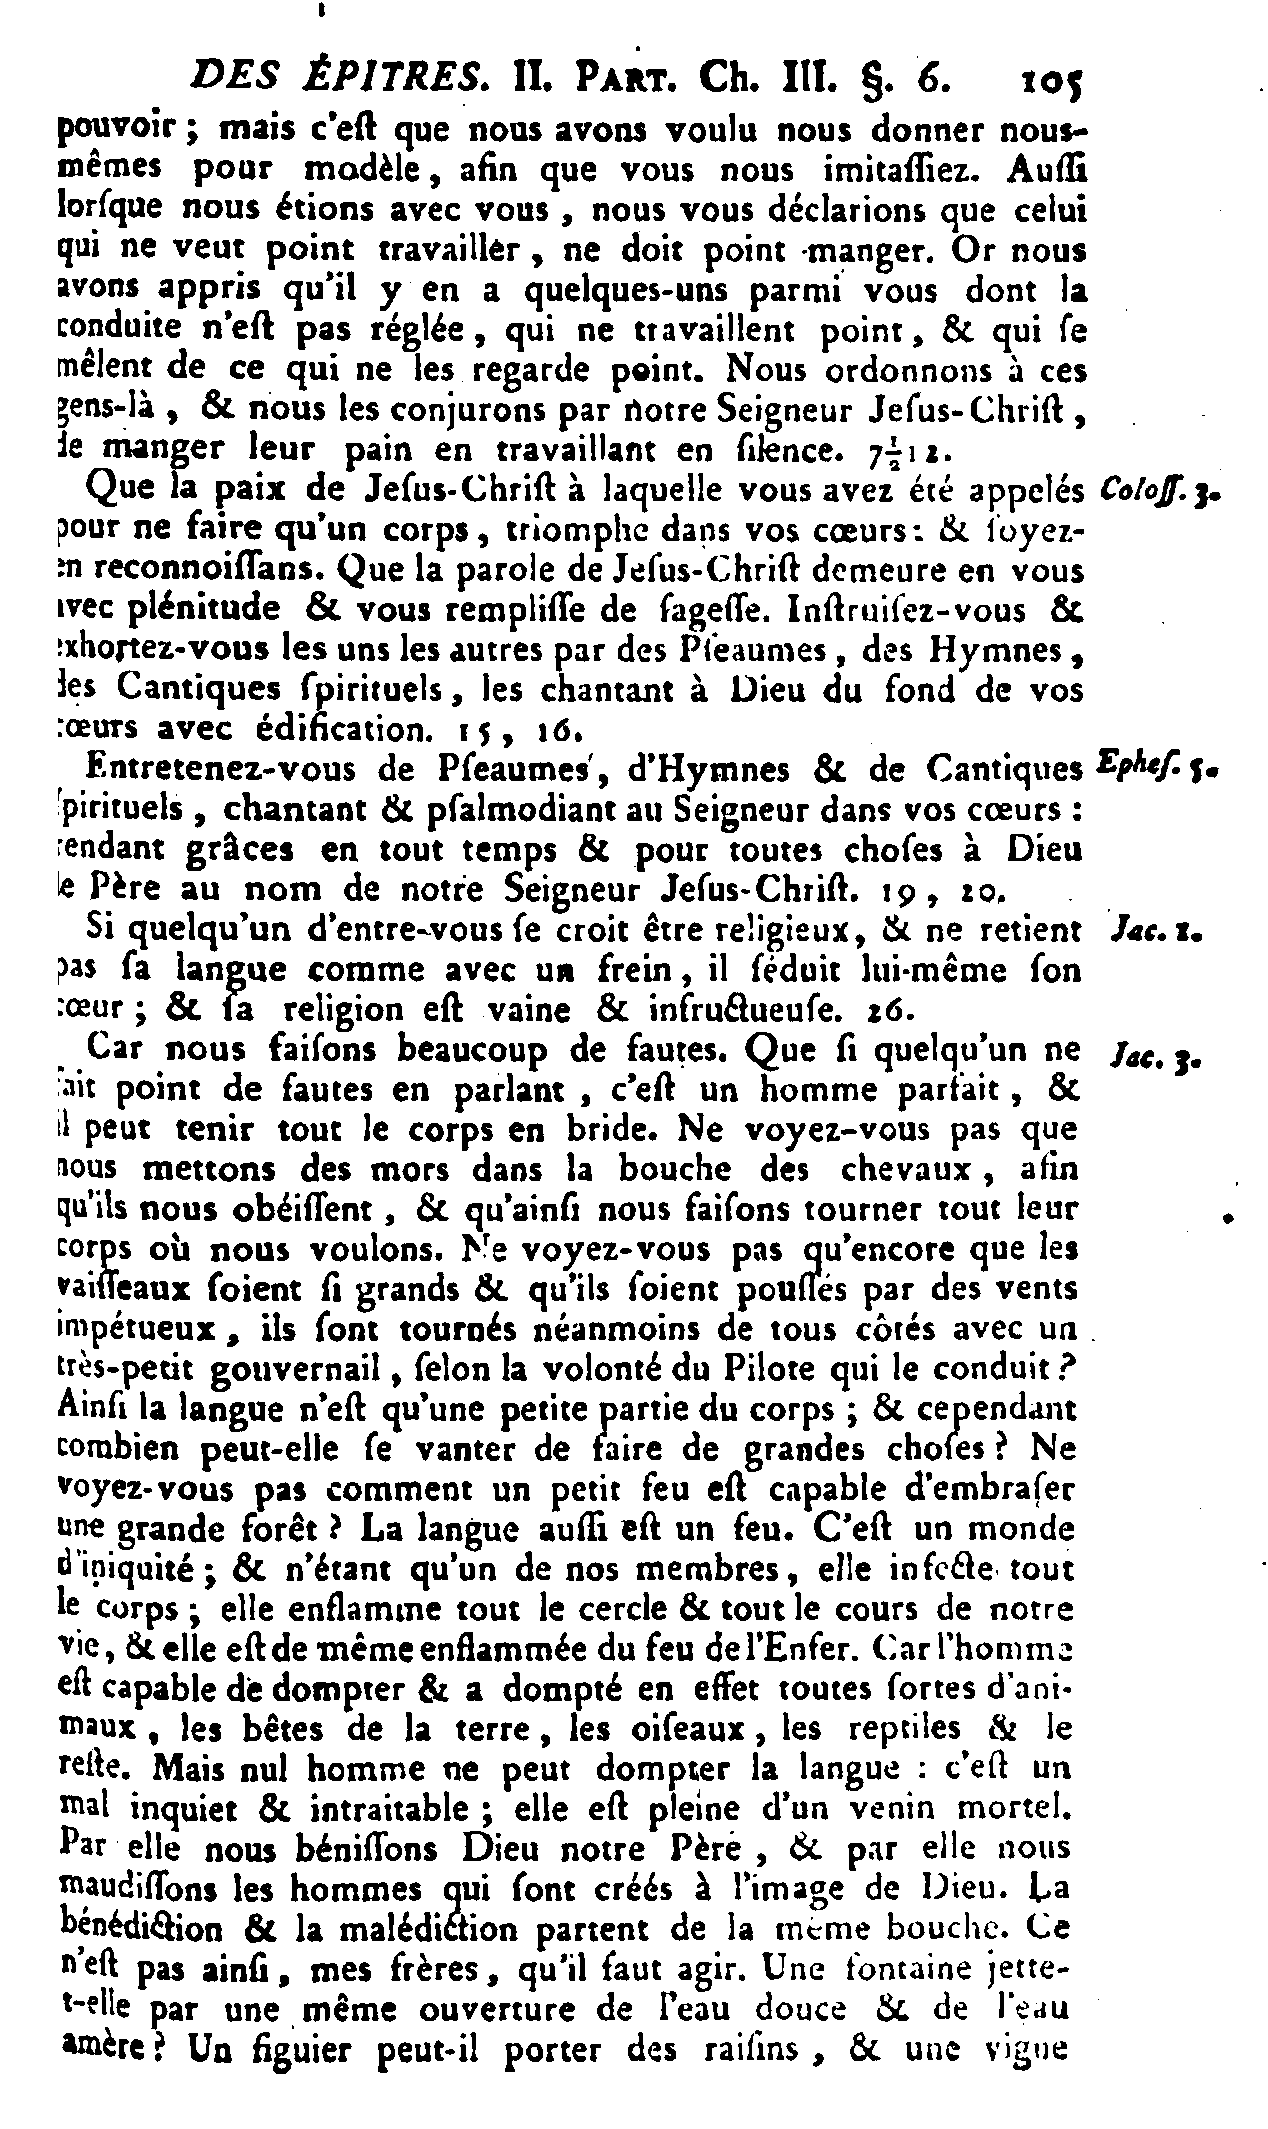 DES ÉPITRES. II. PART. Ch. III. §. 6. 105
pouvoir ; mais c'eſt que nous avons voulu nous donner nous-
mêmes pour modèle, afin que vous nous imitaſſiez. Auſſi
lorſque nous étions avec vous, nous vous déclarions que celui
qui ne veut point travailler, ne doit point manger. Or nous
avons appris qu'il y en a quelques-uns parmi vous dont la
conduite n'eſt pas réglée, qui ne travaillent point, & qui ſe
mêlent de ce qui ne les regarde point. Nous ordonnons à ces
gens-là, & nous les conjurons par notre Seigneur Jeſus-Chriſt,
de manger leur pain en travaillant en ſilence. 7 ½ 12.
Que la paix de Jeſus-Chriſt à laquelle vous avez été appelés Coloſſ. 3.
pour ne faire qu'un corps, triomphe dans vos cœurs : & ſoyez-
en reconnoiſſans. Que la parole de Jeſus-Chriſt demeure en vous
avec plénitude & vous rempliſſe de ſageſſe. Inſtruiſez-vous &
exhortez-vous les uns les autres par des Pſeaumes, des Hymnes,
des Cantiques ſpirituels, les chantant à Dieu du fond de vos
cœurs avec édification. 15, 16.
Entretenez-vous de Pſeaumes, d'Hymnes & de Cantiques Epheſ. 5.
ſpirituels, chantant & pſalmodiant au Seigneur dans vos cœurs :
rendant grâces en tout temps & pour toutes choſes à Dieu
le Père au nom de notre Seigneur Jeſus-Chriſt. 19, 20.
Si quelqu'un d'entre-vous ſe croit être religieux, & ne retient Jac. 1.
pas ſa langue comme avec un frein, il ſéduit lui-même ſon
cœur ; & ſa religion eſt vaine & infructueuſe. 26.
Car nous faiſons beaucoup de fautes. Que ſi quelqu'un ne Jac. 3.
fait point de fautes en parlant, c'eſt un homme parfait, &
il peut tenir tout le corps en bride. Ne voyez-vous pas que
nous mettons des mors dans la bouche des chevaux, afin
qu'ils nous obéiſſent, & qu'ainſi nous faiſons tourner tout leur
corps où nous voulons. Ne voyez-vous pas qu'encore que les
vaiſſeaux ſoient ſi grands & qu'ils ſoient pouſſés par des vents
impétueux, ils ſont tournés néanmoins de tous côtés avec un
très-petit gouvernail, ſelon la volonté du Pilote qui le conduit ?
Ainſi la langue n'eſt qu'une petite partie du corps ; & cependant
combien peut-elle ſe vanter de faire de grandes choſes ? Ne
voyez-vous pas comment un petit feu eſt capable d'embraſer
une grande forêt ? La langue auſſi eſt un feu. C'eſt un monde
d'iniquité ; & n'étant qu'un de nos membres, elle infecte tout
le corps ; elle enflamme tout le cercle & tout le cours de notre
vie, & elle eſt de même enflammée du feu de l'Enfer. Car l'homme
eſt capable de dompter & a dompté en effet toutes ſortes d'ani-
maux, les bêtes de la terre, les oiſeaux, les reptiles & le
reſte. Mais nul homme ne peut dompter la langue : c'eſt un
mal inquiet & intraitable ; elle eſt pleine d'un venin mortel.
Par elle nous béniſſons Dieu notre Père, & par elle nous
maudiſſons les hommes qui ſont créés à l'image de Dieu. La
bénédiction & la malédiction partent de la même bouche. Ce
n'eſt pas ainſi, mes frères, qu'il faut agir. Une fontaine jette-
t-elle par une même ouverture de l'eau douce & de l'eau
amère ? Un figuier peut-il porter des raiſins, & une vigne